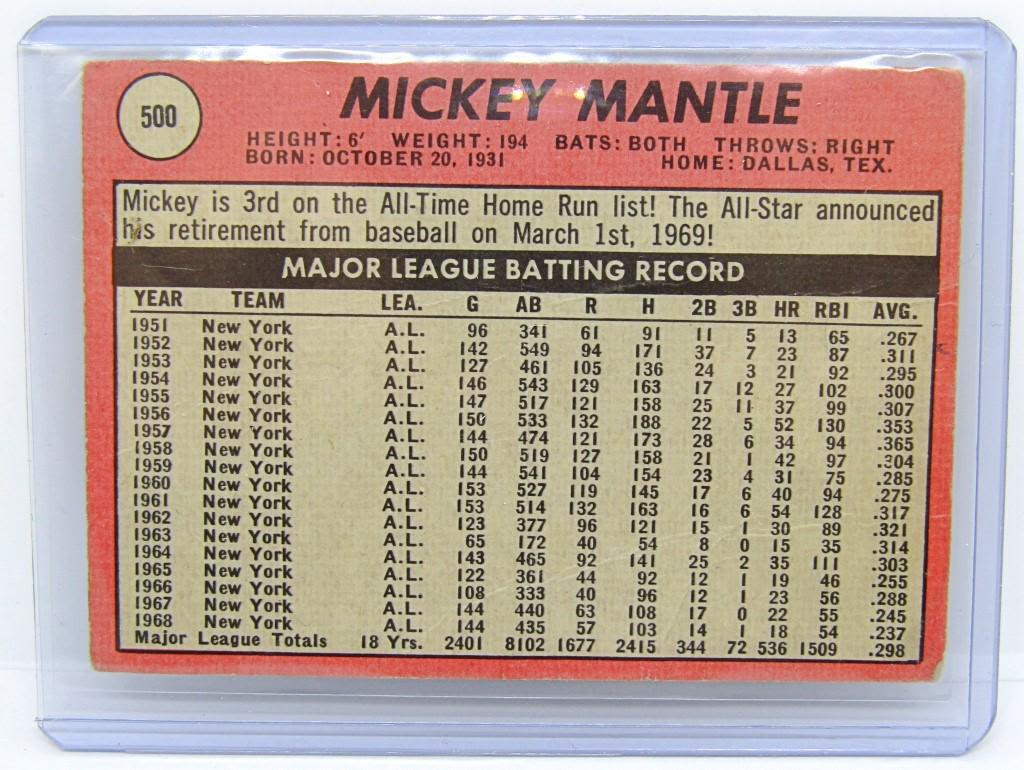 500
MICKEY MANTLE
HEIGHT: 6' WEIGHT: 194 BATS: BOTH THROWS: RIGHT
BORN: OCTOBER 20, 1931 HOME: DALLAS, TEX.
Mickey is 3rd on the All-Time Home Run list! The All-Star announced
his retirement from baseball on March 1st, 1969!
MAJOR LEAGUE BATTING RECORD
YEAR TEAM LEA. G AB R H 2B 3B HR RBI AVG.
1951 New York A.L. 96 341 61 91 11 5 13 65 .267
1952 New York A.L. 142 549 94 171 37 7 23 87 .311
1953 New York A.L. 127 461 105 136 24 3 21 92 .295
1954 New York A.L. 146 543 129 163 17 12 27 102 .300
1955 New York A.L. 147 517 121 158 25 11 37 99 .307
1956 New York A.L. 150 533 132 188 22 5 52 130 .353
1957 New York A.L. 144 474 121 173 28 6 34 94 .365
1958 New York A.L. 150 519 127 158 21 1 42 97 .304
1959 New York A.L. 144 541 104 154 23 4 31 75 .285
1960 New York A.L. 153 527 119 145 17 6 40 94 .275
1961 New York A.L. 153 514 132 163 16 6 54 128 .317
1962 New York A.L. 123 377 96 121 15 1 30 89 .321
1963 New York A.L. 65 172 40 54 8 0 15 35 .314
1964 New York A.L. 143 465 92 141 25 2 35 111 .303
1965 New York A.L. 122 361 44 92 12 1 19 46 .255
1966 New York A.L. 108 333 40 96 12 1 23 56 .288
1967 New York A.L. 144 440 63 108 17 0 22 55 .245
1968 New York A.L. 144 435 57 103 14 1 18 54 .237
Major League Totals 18 Yrs. 2401 8102 1677 2415 344 72 536 1509 .298